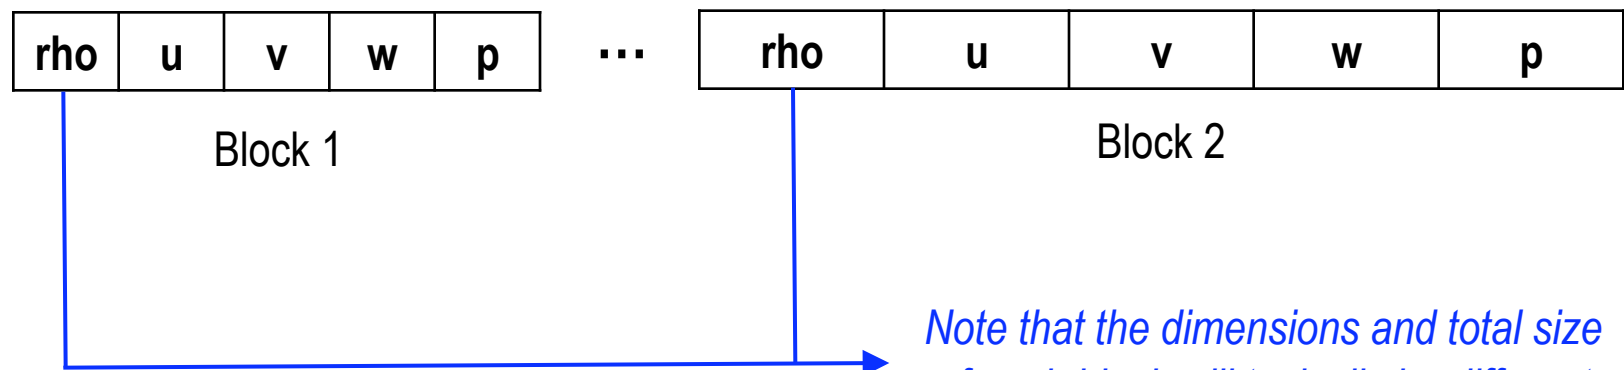 rho u v w p ... rho u v w p
Block 1 Block 2
Note that the dimensions and total size